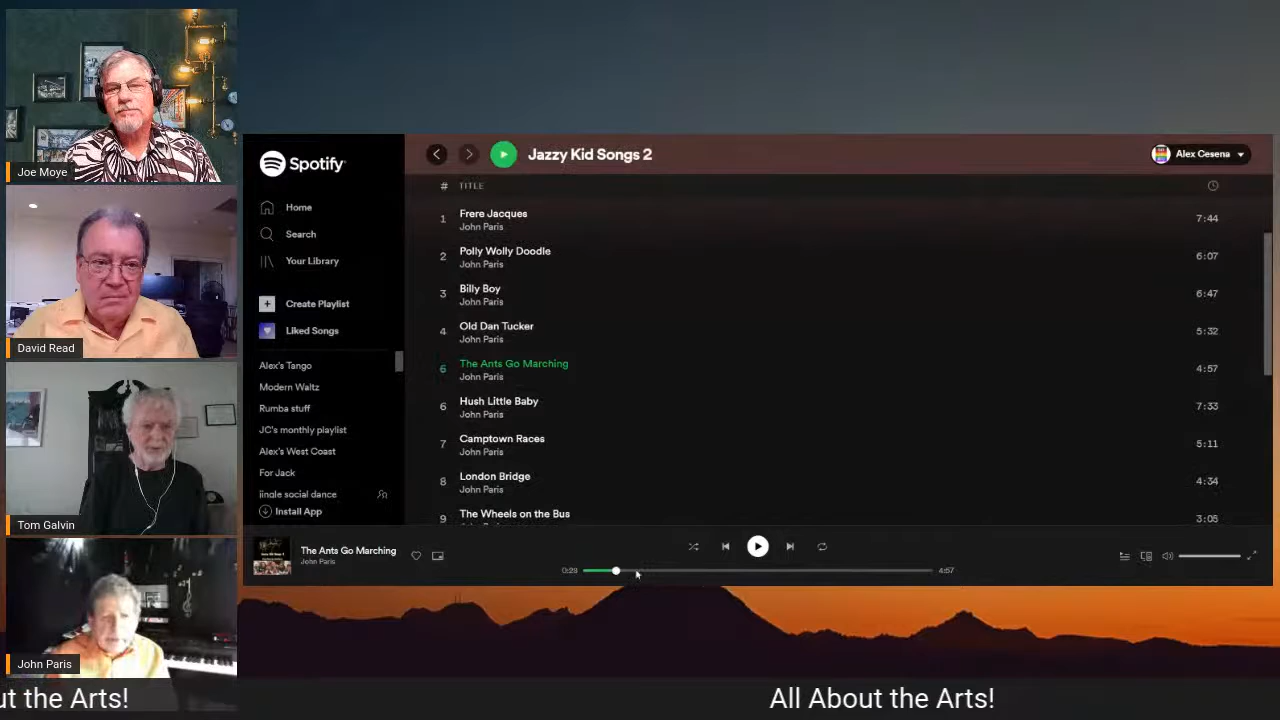 Joe Moye
David Read
Tom Galvin
John Paris
Spotify
Home
Search
Your Library
Create Playlist
Liked Songs
Alex's Tango
Modern Waltz
Rumba stuff
JC's monthly playlist
Alex's West Coast
For Jack
jingle social dance
Install App
Jazzy Kid Songs 2
Alex Cesena
# TITLE
1 Frere Jacques 7:44
John Paris
2 Polly Wolly Doodle 6:07
John Paris
3 Billy Boy 6:47
John Paris
4 Old Dan Tucker 5:32
John Paris
5 The Ants Go Marching 4:57
John Paris
6 Hush Little Baby 7:33
John Paris
7 Camptown Races 5:11
John Paris
8 London Bridge 4:34
John Paris
9 The Wheels on the Bus 3:05
The Ants Go Marching
John Paris
0:29 4:57
ut the Arts! All About the Arts!